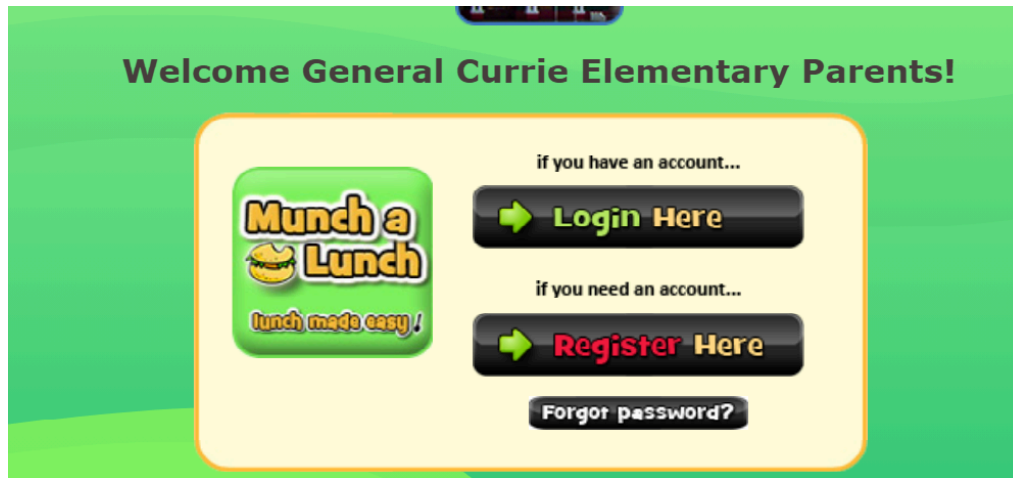 Welcome General Currie Elementary Parents!
if you have an account...
Munch a
Lunch
lunch made easy!
Login Here
if you need an account...
Register Here
Forgot password?